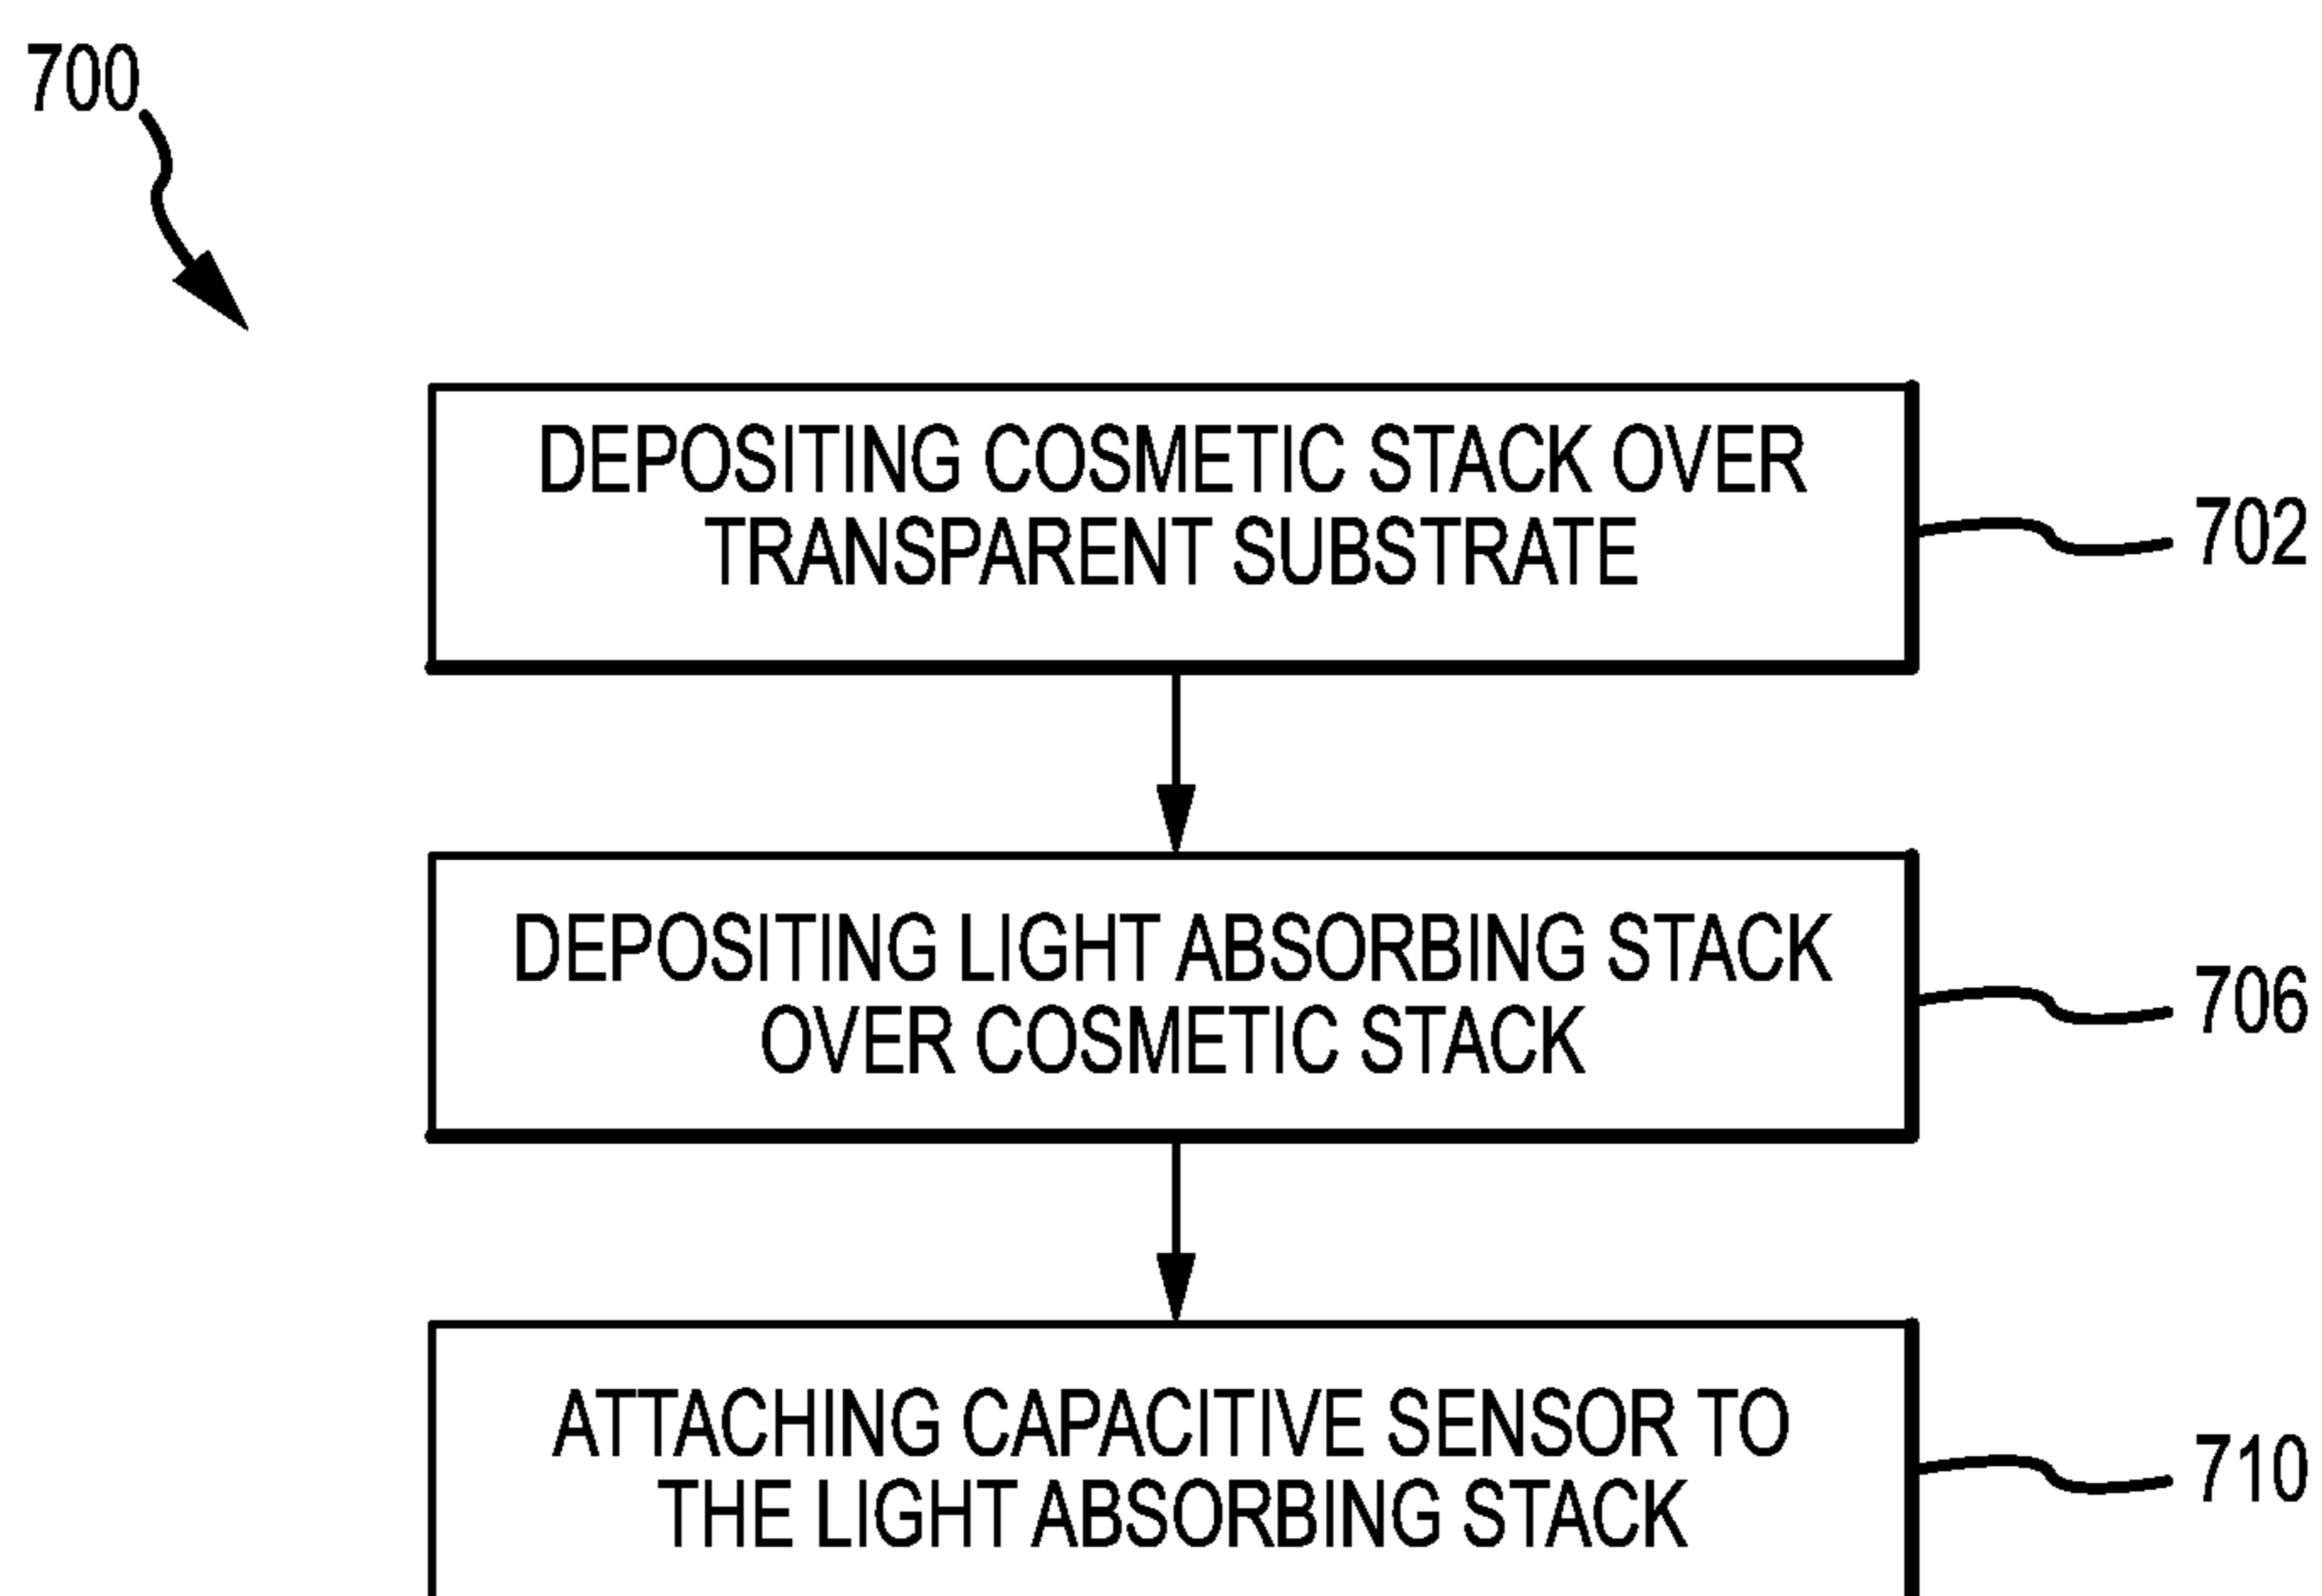 700
DEPOSITING COSMETIC STACK OVER
TRANSPARENT SUBSTRATE
702
DEPOSITING LIGHT ABSORBING STACK
OVER COSMETIC STACK
706
ATTACHING CAPACITIVE SENSOR TO
THE LIGHT ABSORBING STACK
710